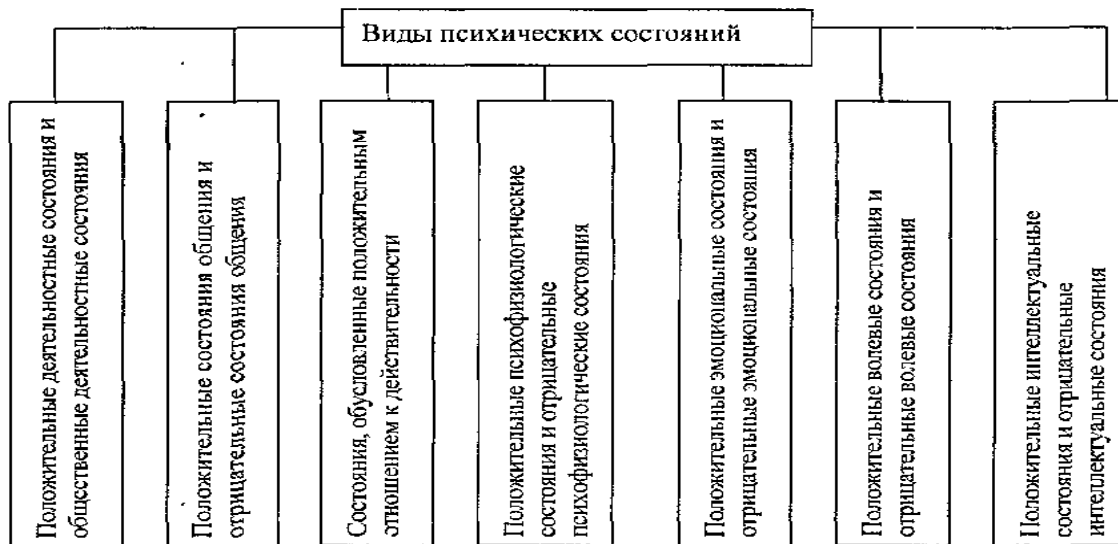 Виды психических состояний
Положительные деятельностные состояния и
общественные деятельностные состояния
Положительные состояния общения и
отрицательные состояния общения
Состояния, обусловленные положительным
отношением к действительности
Положительные психофизиологические
состояния и отрицательные
психофизиологические состояния
Положительные эмоциональные состояния и
отрицательные эмоциональные состояния
Положительные волевые состояния и
отрицательные волевые состояния
Положительные интеллектуальные
состояния и отрицательные
интеллектуальные состояния